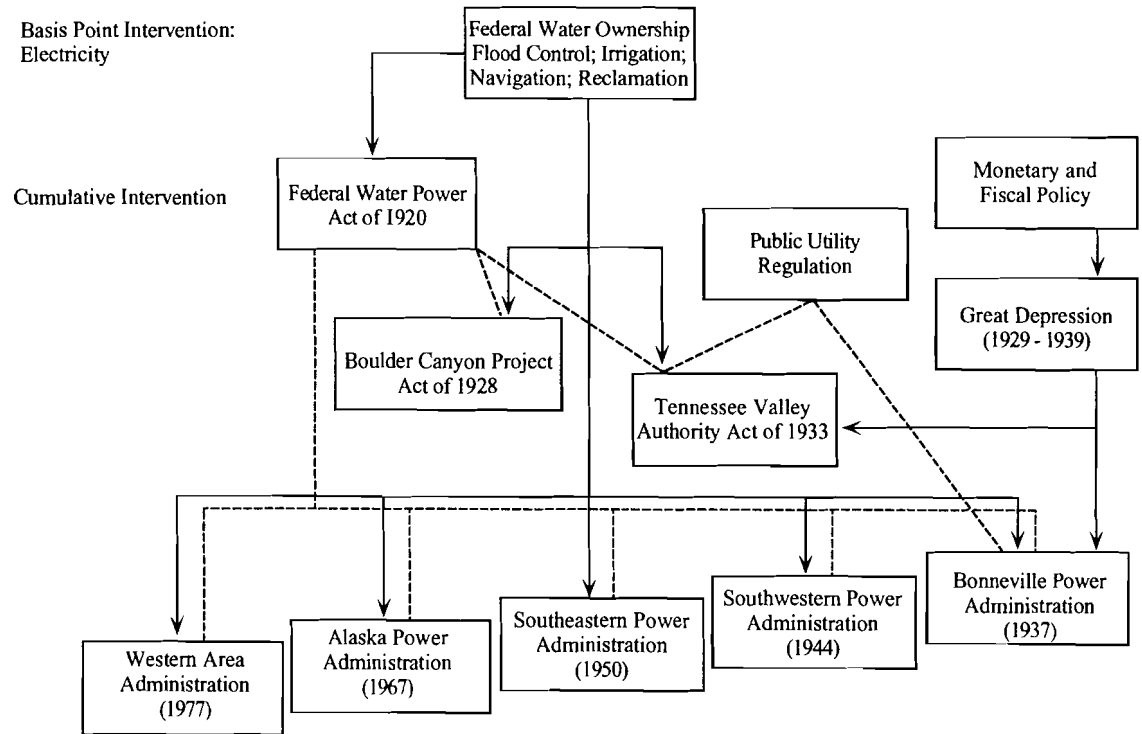 Basis Point Intervention:
Electricity
Federal Water Ownership
Flood Control; Irrigation;
Navigation; Reclamation
Cumulative Intervention
Federal Water Power
Act of 1920
Monetary and
Fiscal Policy
Public Utility
Regulation
Great Depression
(1929 - 1939)
Boulder Canyon Project
Act of 1928
Tennessee Valley
Authority Act of 1933
Western Area
Administration
(1977)
Alaska Power
Administration
(1967)
Southeastern Power
Administration
(1950)
Southwestern Power
Administration
(1944)
Bonneville Power
Administration
(1937)